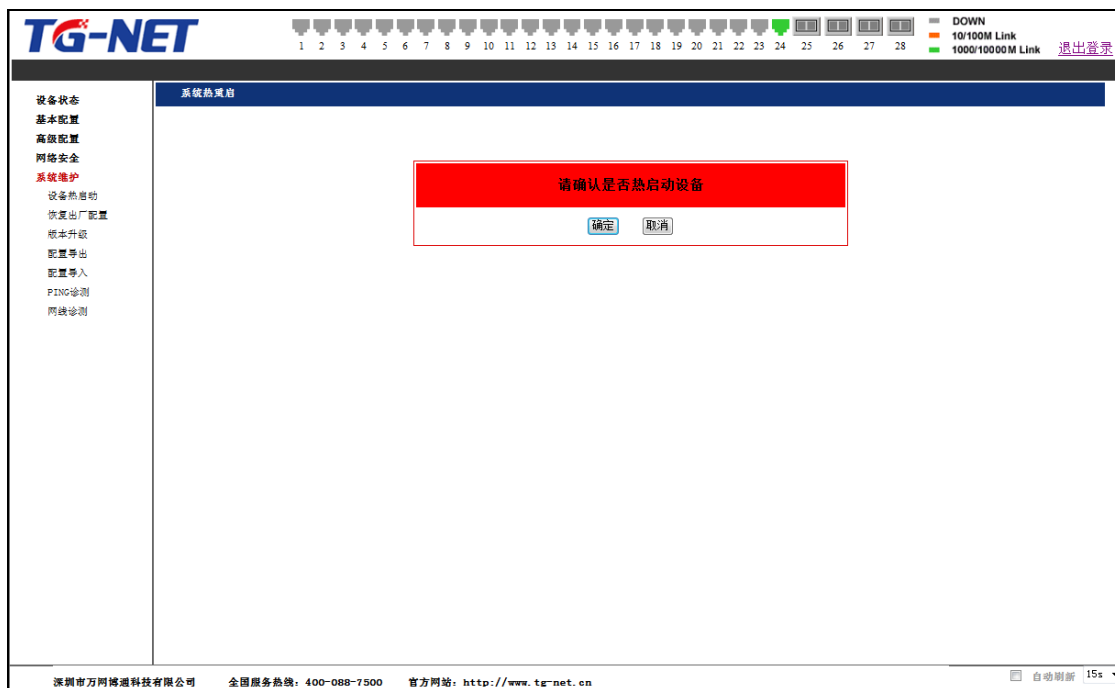 TG-NET
1 2 3 4 5 6 7 8 9 10 11 12 13 14 15 16 17 18 19 20 21 22 23 24 25 26 27 28
DOWN
10/100M Link
1000/10000M Link
退出登录
设备状态
基本配置
高级配置
网络安全
系统维护
设备热启动
恢复出厂配置
版本升级
配置导出
配置导入
PING诊测
网线诊测
系统热重启
请确认是否热启动设备
确定 取消
深圳市万网博通科技有限公司 全国服务热线: 400-088-7500 官方网站: http://www.tg-net.cn
自动刷新 15s